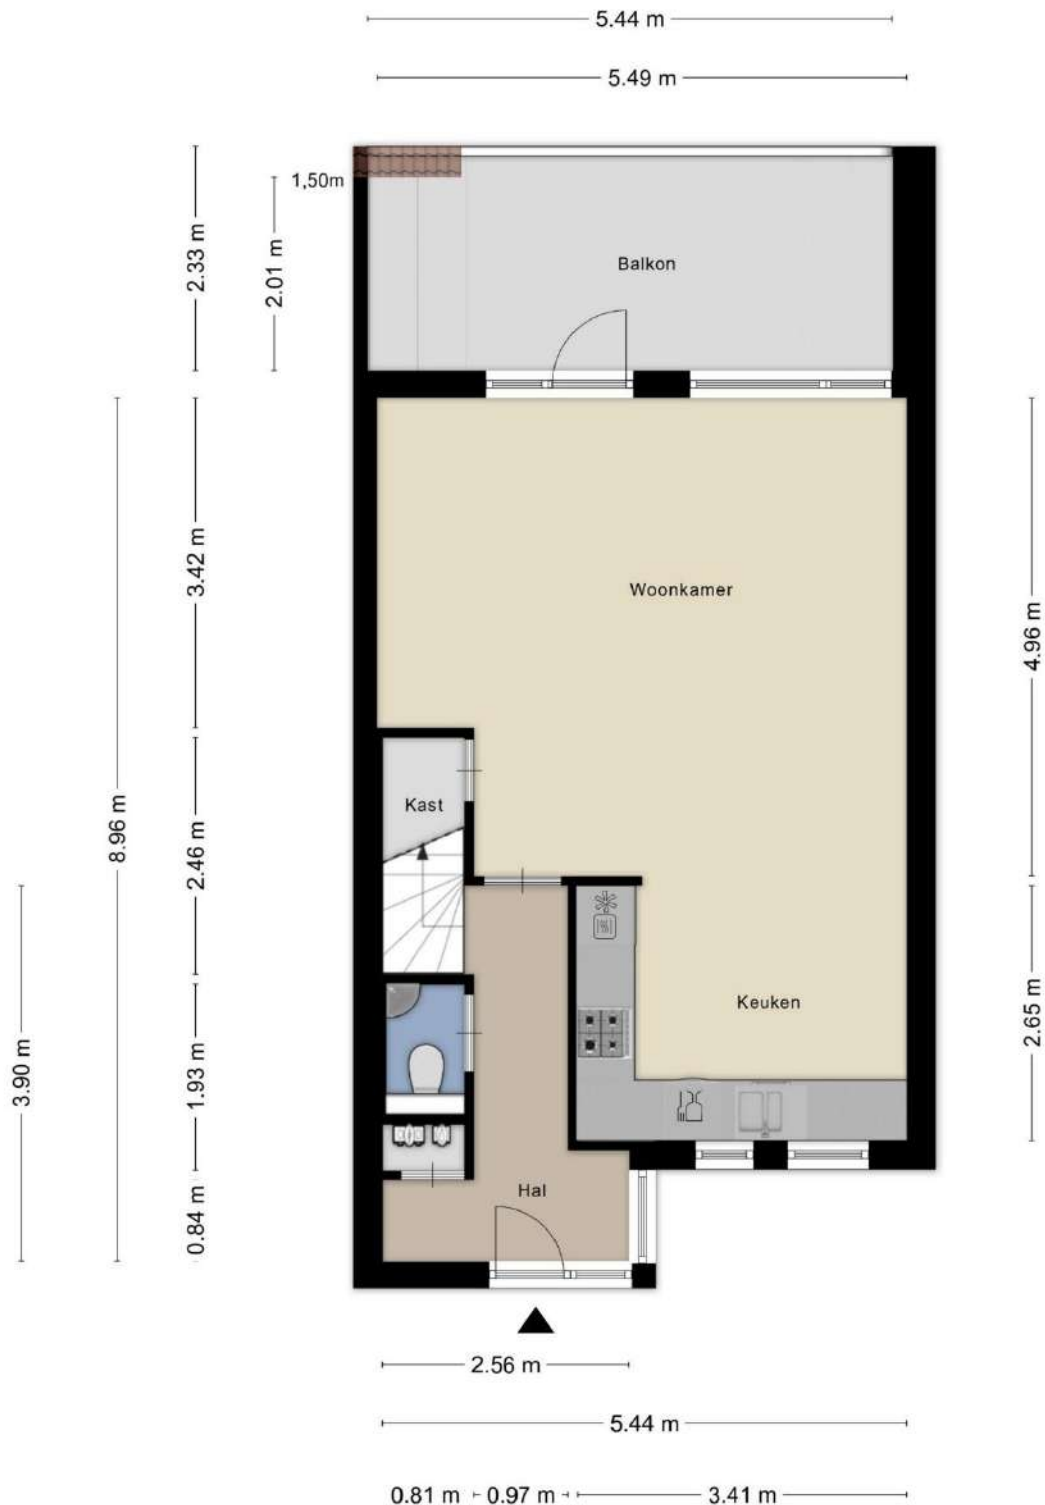 5.44 m
5.49 m
1,50m
2.33 m
2.01 m
Balkon
3.42 m
Woonkamer
4.96 m
8.96 m
Kast
2.46 m
Keuken
2.65 m
3.90 m
1.93 m
Hal
0.84 m
2.56 m
5.44 m
0.81 m
0.97 m
3.41 m